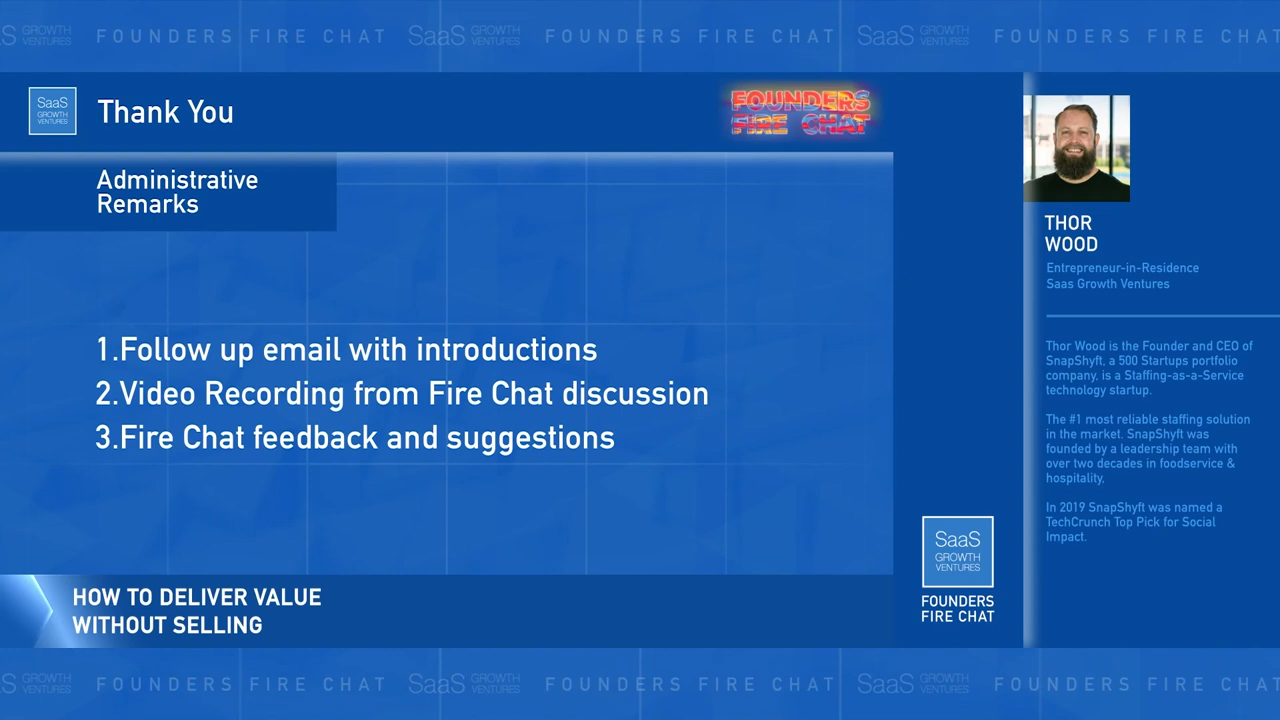 S GROWTH VENTURES FOUNDERS FIRE CHAT SaaS GROWTH VENTURES FOUNDERS FIRE CHAT SaaS GROWTH VENTURES FOUNDERS FIRE CHAT
SaaS
GROWTH
VENTURES
Thank You
FOUNDERS
FIRE CHAT
Administrative
Remarks
1.Follow up email with introductions
2.Video Recording from Fire Chat discussion
3.Fire Chat feedback and suggestions
HOW TO DELIVER VALUE
WITHOUT SELLING
SaaS
GROWTH
VENTURES
FOUNDERS
FIRE CHAT
THOR
WOOD
Entrepreneur-in-Residence
Saas Growth Ventures
Thor Wood is the Founder and CEO of
SnapShyft, a 500 Startups portfolio
company, is a Staffing-as-a-Service
technology startup.
The #1 most reliable staffing solution
in the market. SnapShyft was
founded by a leadership team with
over two decades in foodservice &
hospitality.
In 2019 SnapShyft was named a
TechCrunch Top Pick for Social
Impact.
S GROWTH VENTURES FOUNDERS FIRE CHAT SaaS GROWTH VENTURES FOUNDERS FIRE CHAT SaaS GROWTH VENTURES FOUNDERS FIRE CHAT